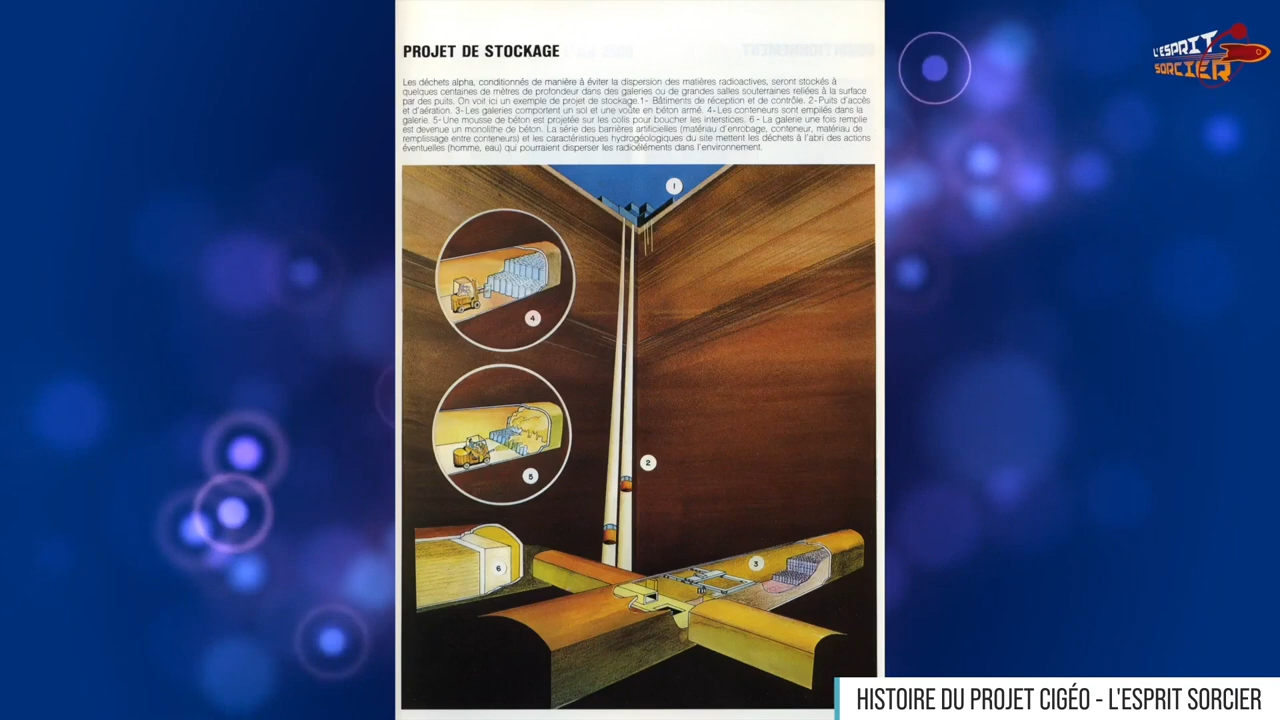 PROJET DE STOCKAGE
L'ESPRIT
SORCIER
Les déchets alpha, conditionnés de manière à éviter la dispersion des matières radioactives, seront stockés à
quelques centaines de mètres de profondeur dans des galeries ou de grandes salles souterraines reliées à la surface
par des puits. On voit ici un exemple de projet de stockage.1- Bâtiments de réception et de contrôle. 2-Puits d'accès
et d'aération. 3-Les galeries comportent un sol et une voûte en béton armé. 4-Les conteneurs sont empilés dans la
galerie. 5-Une mousse de béton est projetée sur les colis pour boucher les interstices. 6 - La galerie une fois remplie
est devenue un monolithe de béton. La série des barrières artificielles (matériau d'enrobage, conteneur, matériau de
remplissage entre conteneurs) et les caractéristiques hydrogéologiques du site mettent les déchets à l'abri des actions
éventuelles (homme, eau) qui pourraient disperser les radioéléments dans l'environnement.
1
4
2
5
3
6
HISTOIRE DU PROJET CIGÉO - L'ESPRIT SORCIER